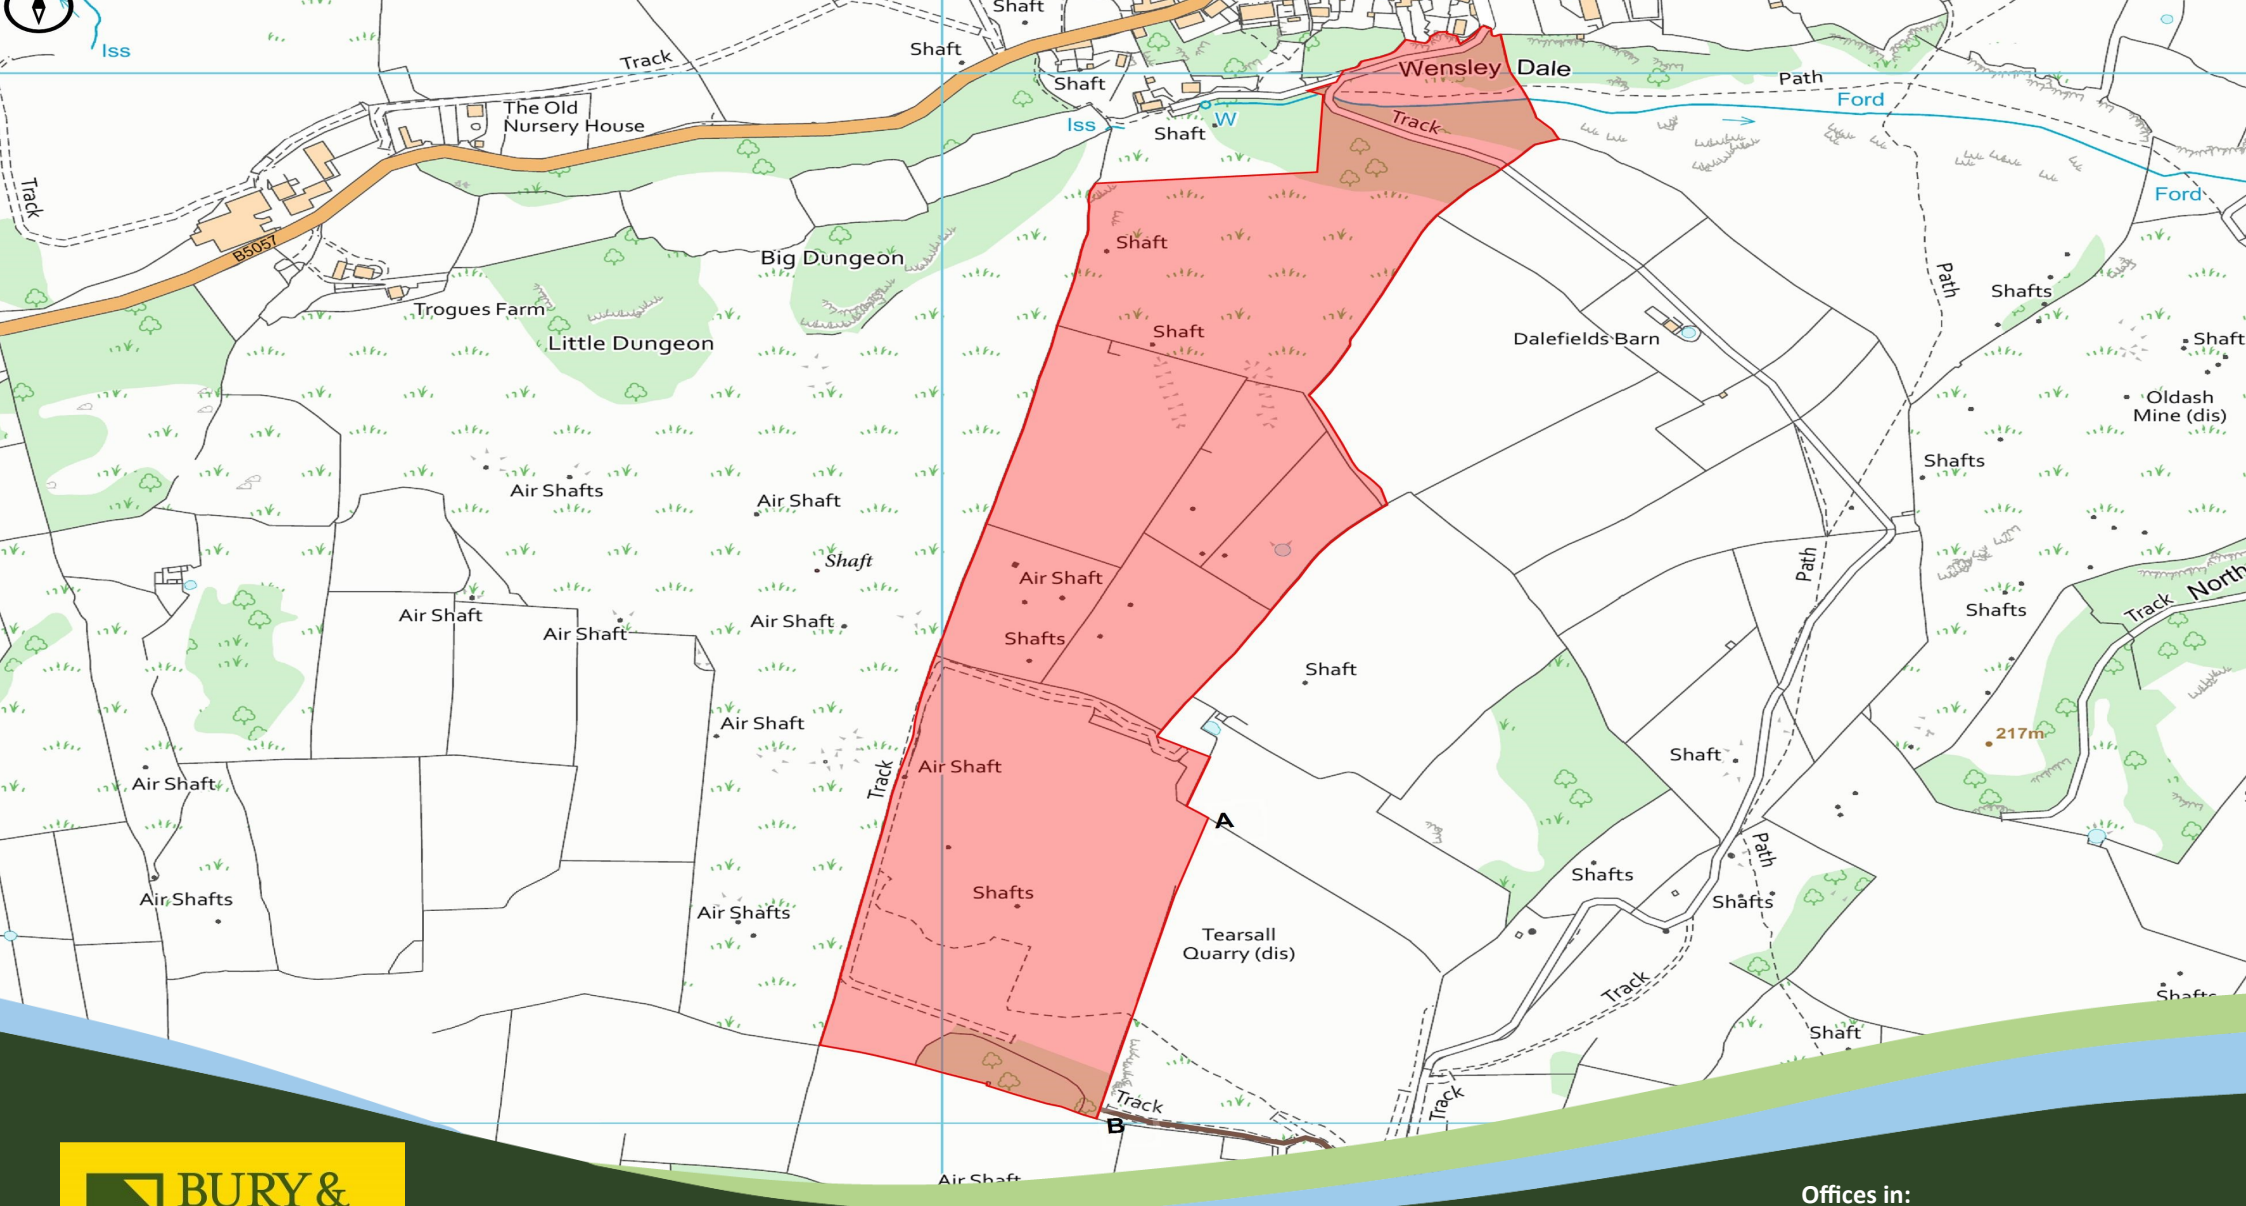 Shaft
Iss
Track
Shaft
Wensley Dale
Shaft
Path
Ford
The Old
Nursery House
Iss
Shaft
W
Track
Track
Ford
B5057
Shaft
Big Dungeon
Path
Shafts
Trogues Farm
Shaft
Dalefields Barn
Shaft
Little Dungeon
Oldash
Mine (dis)
Shafts
Air Shafts
Air Shaft
Shaft
Path
Air Shaft
North
Track
Shafts
Air Shaft
Air Shaft
Air Shaft
Shafts
Shaft
Air Shaft
217m
Shaft
Air Shaft
Track
Air Shaft
A
Path
Shafts
Air Shafts
Shafts
Shafts
Air Shafts
Tearsall
Quarry (dis)
Track
Shafts
Shaft
Track
Track
B
Air Shaft
BURY &
Offices in: